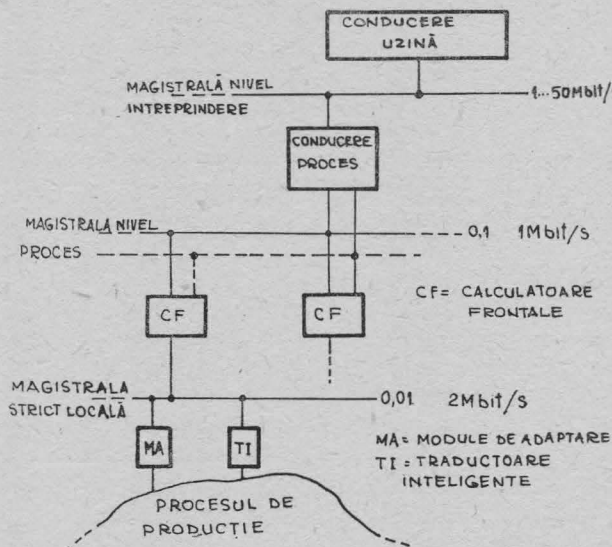 CONDUCERE
UZINĂ
MAGISTRALĂ NIVEL
INTREPRINDERE
1...50Mbit/
CONDUCERE
PROCES
MAGISTRALA NIVEL
PROCES
0,1 1Mbit/s
CF
CF
CF= CALCULATOARE
FRONTALE
MAGISTRALA
STRICT LOCALĂ
0,01 2Mbit/s
MA
TI
MA= MODULE DE ADAPTARE
TI= TRADUCTOARE
INTELIGENTE
PROCESUL DE
PRODUCȚIE